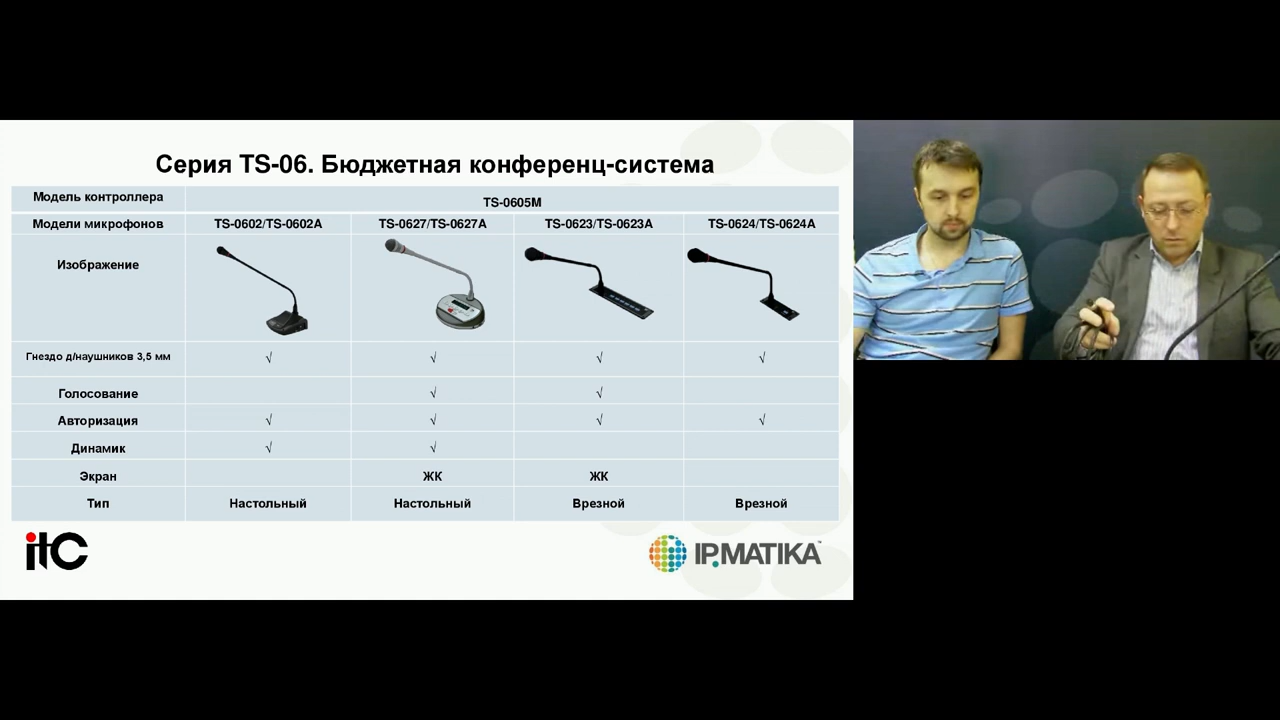 Серия TS-06. Бюджетная конференц-система
Модель контроллера TS-0605M
Модели микрофонов TS-0602/TS-0602A TS-0627/TS-0627A TS-0623/TS-0623A TS-0624/TS-0624A
Изображение
Гнездо д/наушников 3,5 мм √ √ √ √
Голосование √ √
Авторизация √ √ √ √
Динамик √ √
Экран ЖК ЖК
Тип Настольный Настольный Врезной Врезной
itC
IP.MATIKA™